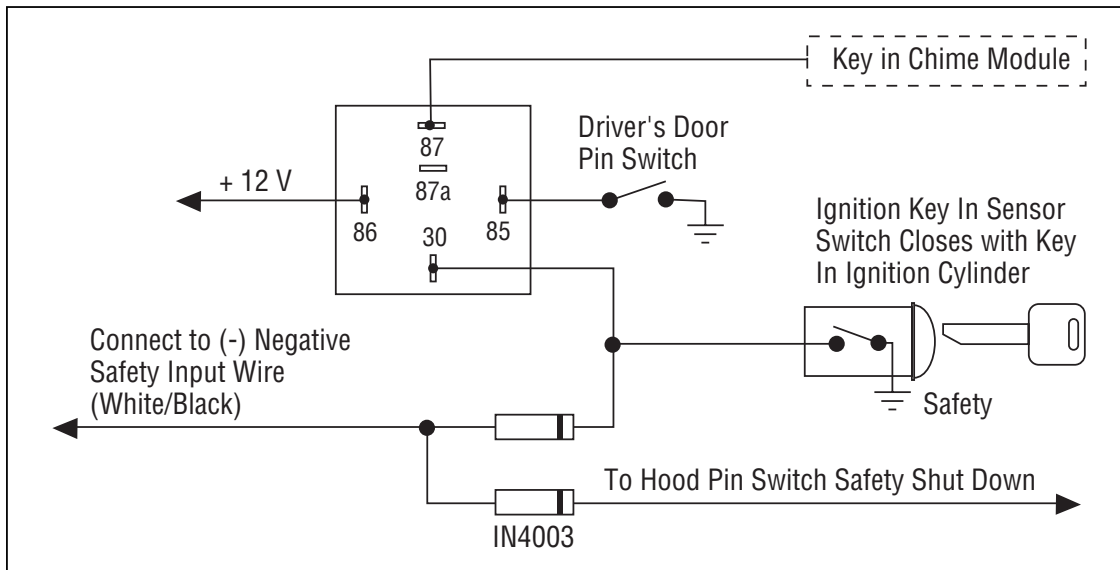 Key in Chime Module
Driver's Door
Pin Switch
87
87a
+ 12 V
86
85
30
Ignition Key In Sensor
Switch Closes with Key
In Ignition Cylinder
Connect to (-) Negative
Safety Input Wire
(White/Black)
Safety
To Hood Pin Switch Safety Shut Down
IN4003